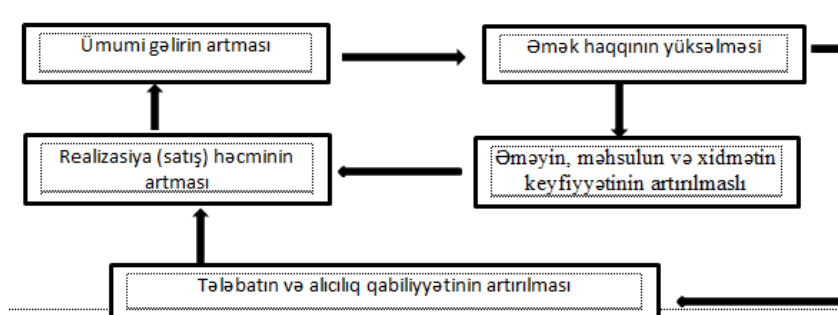 Ümumi gəlirin artması
Əmək haqqının yüksəlməsi
Realizasiya (satış) həcminin
artması
Əməyin, məhsulun və xidmətin
keyfiyyətinin artırılmaslı
Tələbatın və alıcılıq qabiliyyətinin artırılması